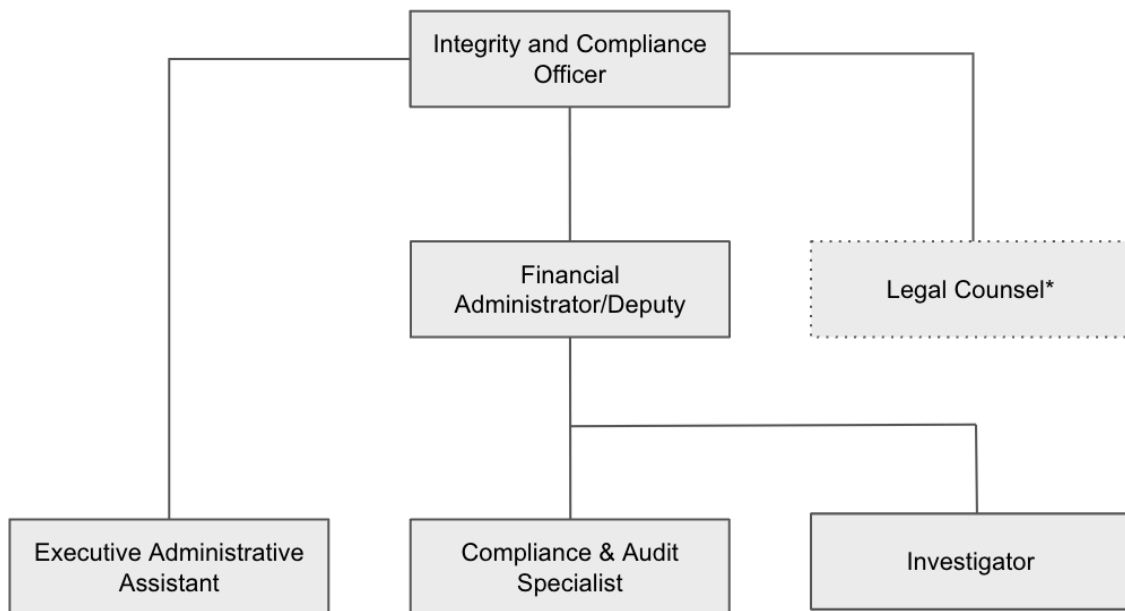 Integrity and Compliance
Officer
Financial
Administrator/Deputy
Legal Counsel*
Executive Administrative
Assistant
Compliance & Audit
Specialist
Investigator